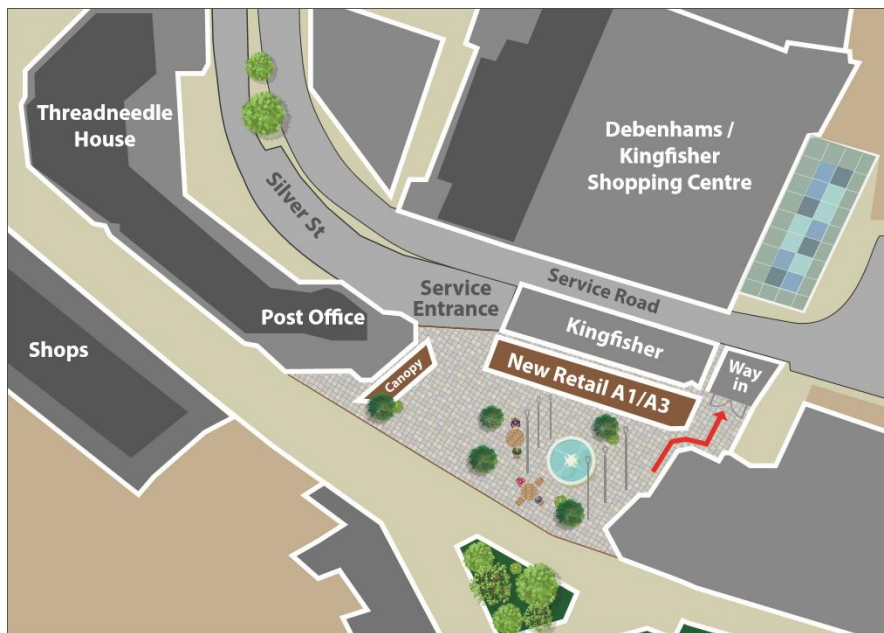 Threadneedle
House
Debenhams /
Kingfisher
Shopping Centre
Silver St
Service
Entrance
Service Road
Post Office
Kingfisher
Shops
Canopy
New Retail A1/A3
Way
in